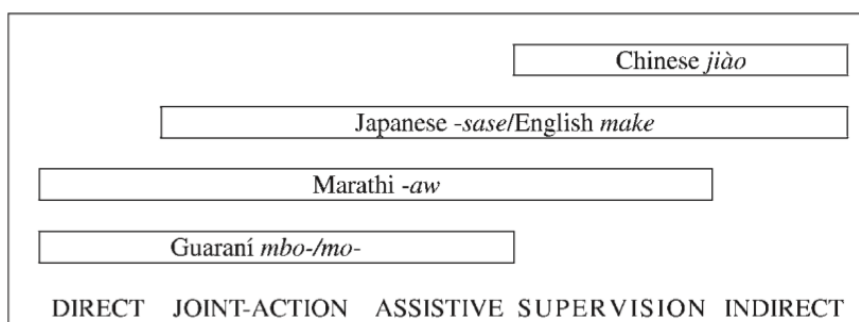 Chinese jiào
Japanese -sase/English make
Marathi -aw
Guaraní mbo-/mo-
DIRECT JOINT-ACTION ASSISTIVE SUPERVISION INDIRECT